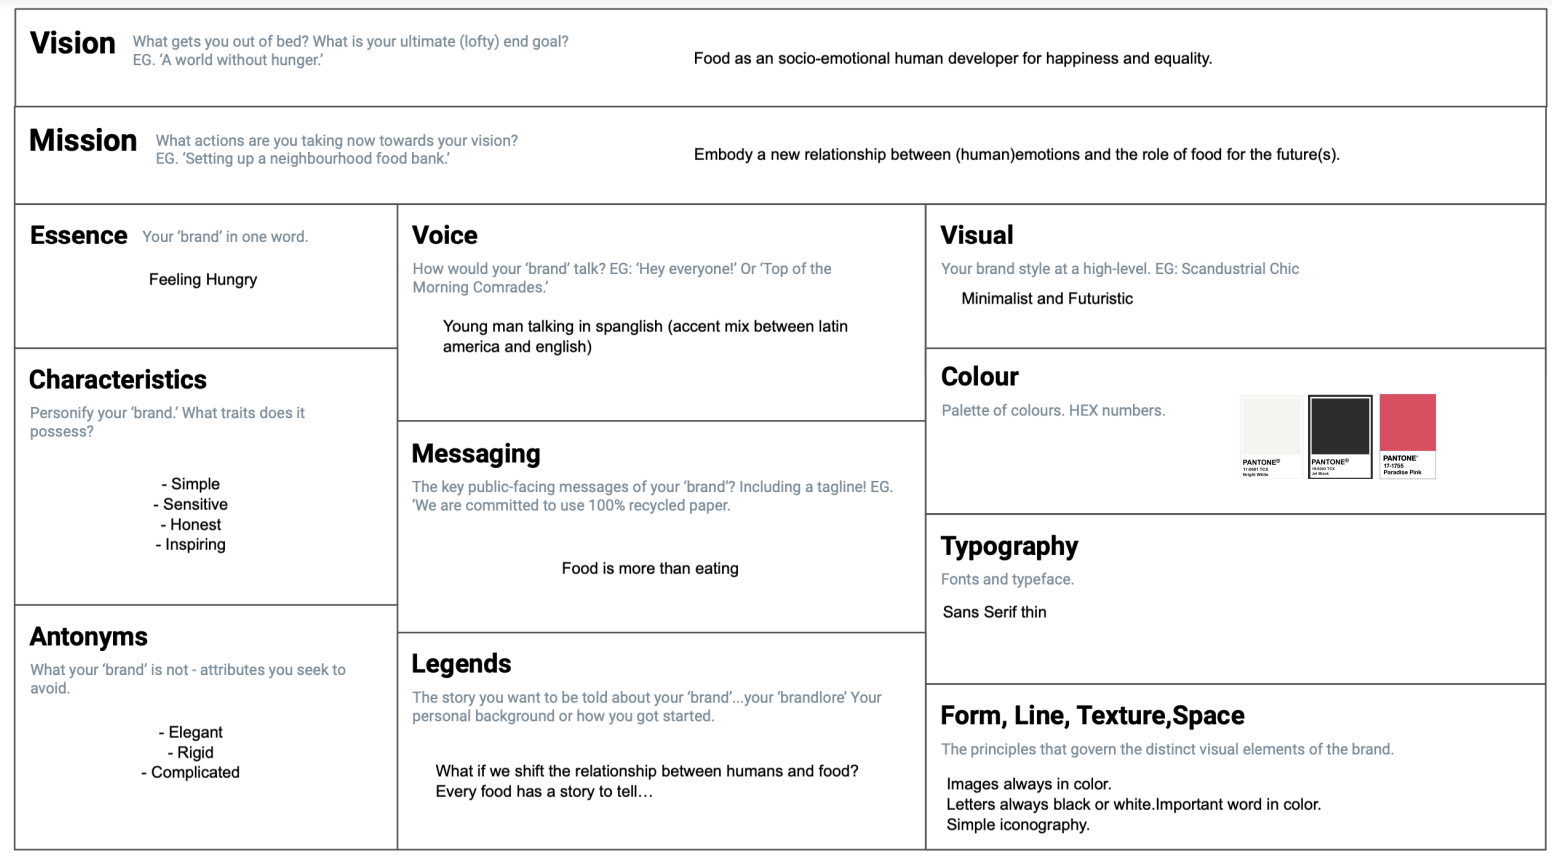 Vision
What gets you out of bed? What is your ultimate (lofty) end goal?
EG. ‘A world without hunger.’
Food as an socio-emotional human developer for happiness and equality.
Mission
What actions are you taking now towards your vision?
EG. ‘Setting up a neighbourhood food bank.’
Embody a new relationship between (human)emotions and the role of food for the future(s).
Essence
Your ‘brand’ in one word.
Feeling Hungry
Characteristics
Personify your ‘brand.’ What traits does it
possess?
- Simple
- Sensitive
- Honest
- Inspiring
Antonyms
What your ‘brand’ is not - attributes you seek to
avoid.
- Elegant
- Rigid
- Complicated
Voice
How would your ‘brand’ talk? EG: ‘Hey everyone!’ Or ‘Top of the
Morning Comrades.’
Young man talking in spanglish (accent mix between latin
america and english)
Messaging
The key public-facing messages of your ‘brand’? Including a tagline! EG.
‘We are committed to use 100% recycled paper.
Food is more than eating
Legends
The story you want to be told about your ‘brand’...your ‘brandlore’ Your
personal background or how you got started.
What if we shift the relationship between humans and food?
Every food has a story to tell…
Visual
Your brand style at a high-level. EG: Scandustrial Chic
Minimalist and Futuristic
Colour
Palette of colours. HEX numbers.
PANTONE®
11-0601 TCX
Bright White
PANTONE®
19-0303 TCX
Jet Black
PANTONE®
17-1755
Paradise Pink
Typography
Fonts and typeface.
Sans Serif thin
Form, Line, Texture,Space
The principles that govern the distinct visual elements of the brand.
Images always in color.
Letters always black or white.Important word in color.
Simple iconography.